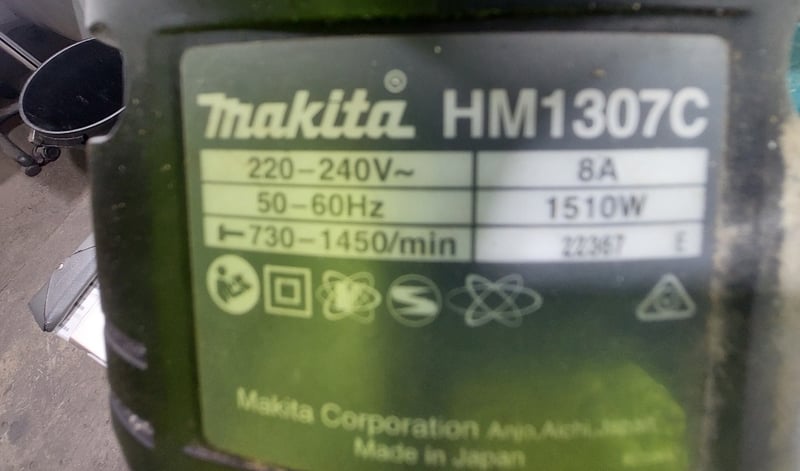 makita HM1307C
220-240V~ 8A
50-60Hz 1510W
730-1450/min 22367 E
Makita Corporation Anjo, Aichi, Japan
Made in Japan